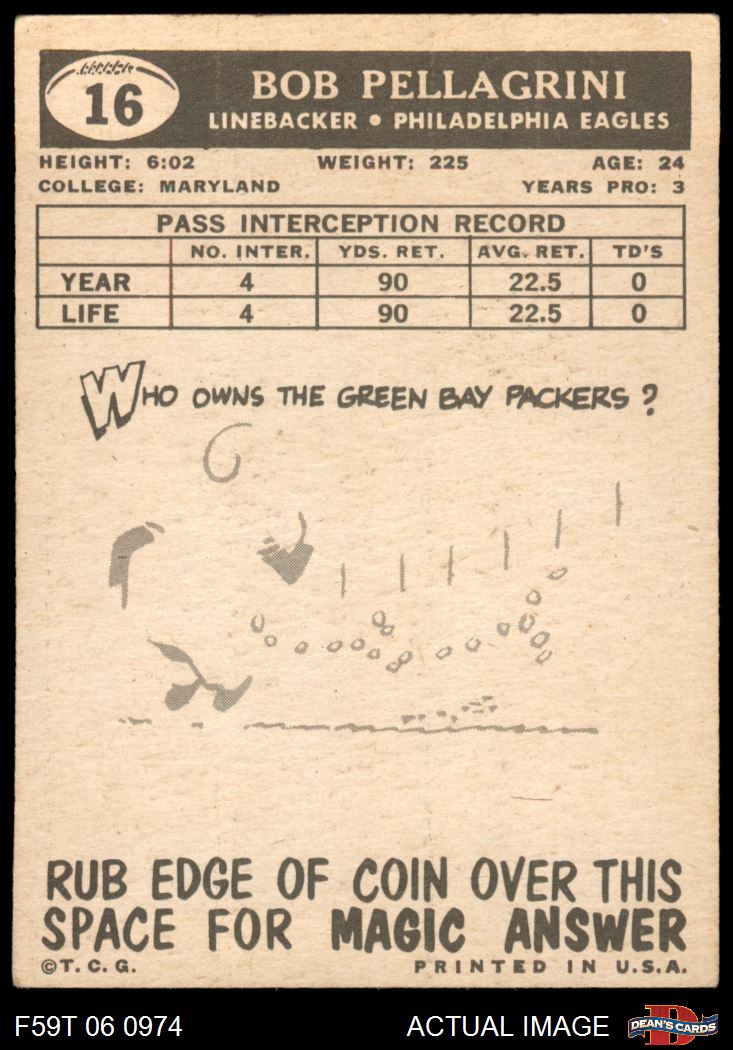 16
BOB PELLAGRINI
LINEBACKER • PHILADELPHIA EAGLES
HEIGHT: 6:02 WEIGHT: 225 AGE: 24
COLLEGE: MARYLAND YEARS PRO: 3
PASS INTERCEPTION RECORD
NO. INTER. YDS. RET. AVG. RET. TD'S
YEAR 4 90 22.5 0
LIFE 4 90 22.5 0
WHO OWNS THE GREEN BAY PACKERS?
RUB EDGE OF COIN OVER THIS
SPACE FOR MAGIC ANSWER
©T. C. G. PRINTED IN U.S.A.
F59T 06 0974 ACTUAL IMAGE D DEAN'S CARDS